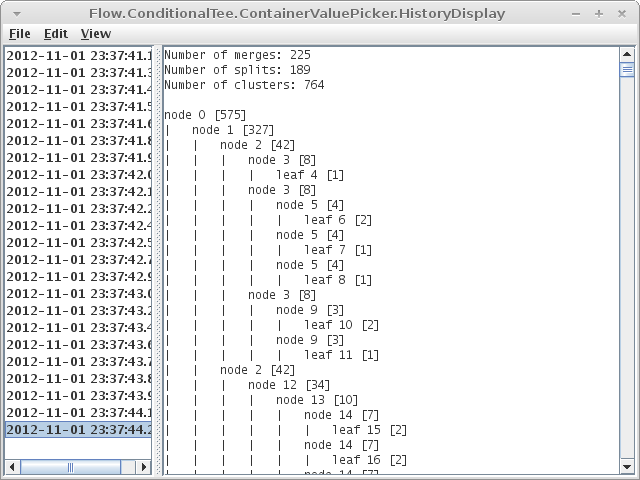 Flow.ConditionalTee.ContainerValuePicker.HistoryDisplay
File Edit View
2012-11-01 23:37:41.1
2012-11-01 23:37:41.3
2012-11-01 23:37:41.4
2012-11-01 23:37:41.5
2012-11-01 23:37:41.6
2012-11-01 23:37:41.8
2012-11-01 23:37:41.9
2012-11-01 23:37:42.0
2012-11-01 23:37:42.1
2012-11-01 23:37:42.2
2012-11-01 23:37:42.4
2012-11-01 23:37:42.5
2012-11-01 23:37:42.7
2012-11-01 23:37:42.9
2012-11-01 23:37:43.0
2012-11-01 23:37:43.2
2012-11-01 23:37:43.4
2012-11-01 23:37:43.6
2012-11-01 23:37:43.7
2012-11-01 23:37:43.8
2012-11-01 23:37:43.9
2012-11-01 23:37:44.1
2012-11-01 23:37:44.2
Number of merges: 225
Number of splits: 189
Number of clusters: 764
node 0 [575]
| node 1 [327]
| | node 2 [42]
| | | node 3 [8]
| | | | leaf 4 [1]
| | | node 3 [8]
| | | | node 5 [4]
| | | | | leaf 6 [2]
| | | | node 5 [4]
| | | | | leaf 7 [1]
| | | | node 5 [4]
| | | | | leaf 8 [1]
| | | node 3 [8]
| | | | node 9 [3]
| | | | | leaf 10 [2]
| | | | node 9 [3]
| | | | | leaf 11 [1]
| | node 2 [42]
| | | node 12 [34]
| | | | node 13 [10]
| | | | | node 14 [7]
| | | | | | leaf 15 [2]
| | | | | node 14 [7]
| | | | | | leaf 16 [2]
| | | | | node 14 [7]